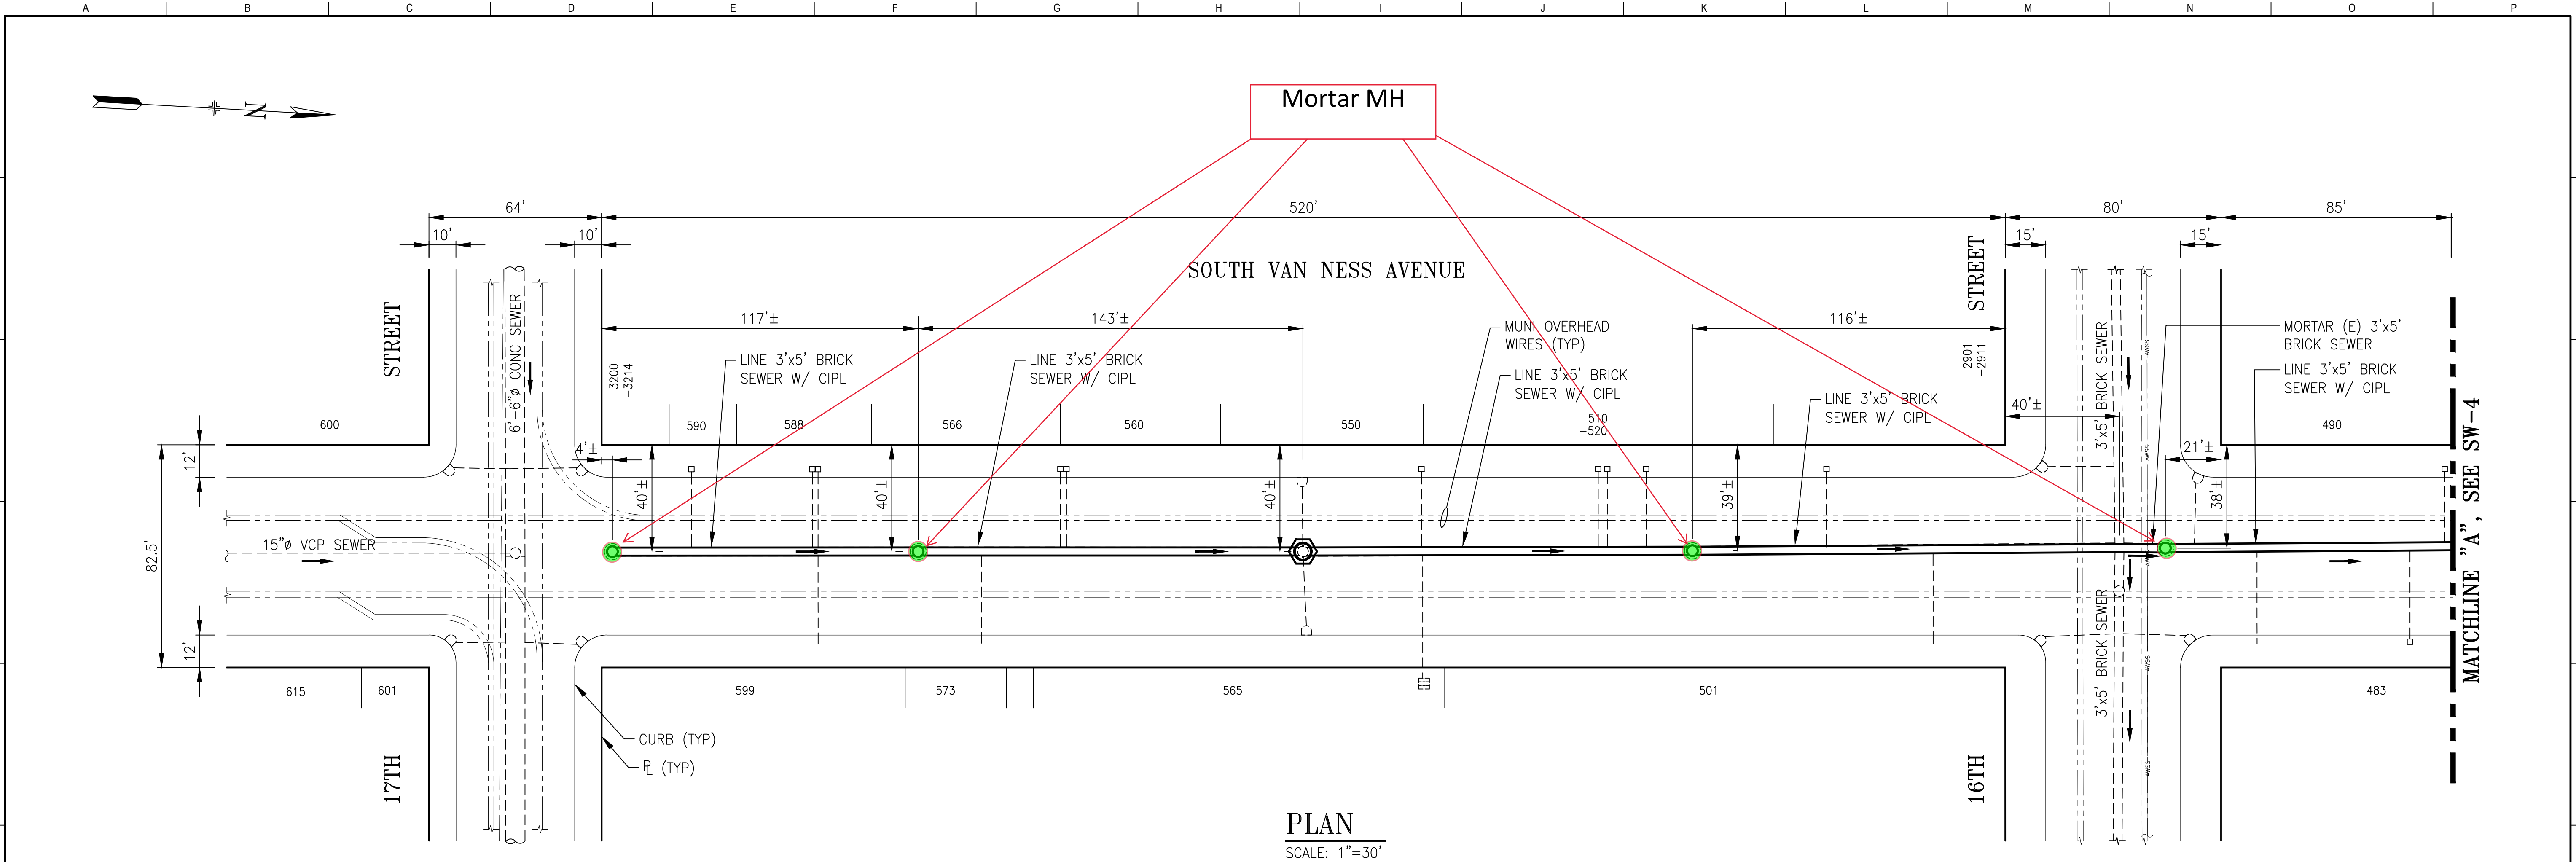 A B C D E F G H I J K L M N O P
N
Mortar MH
64'
520'
80'
85'
10'
10'
15'
15'
SOUTH VAN NESS AVENUE
STREET
STREET
6'-6"ø CONC SEWER
117'±
143'±
116'±
3200
-3214
2901
-2911
LINE 3'x5' BRICK
SEWER W/ CIPL
LINE 3'x5' BRICK
SEWER W/ CIPL
MUNI OVERHEAD
WIRES (TYP)
LINE 3'x5' BRICK
SEWER W/ CIPL
LINE 3'x5' BRICK
SEWER W/ CIPL
3'x5' BRICK SEWER
MORTAR (E) 3'x5'
BRICK SEWER
LINE 3'x5' BRICK
SEWER W/ CIPL
AWSS
40'±
600
590
588
566
560
550
510
-520
490
12'
4'±
40'±
40'±
40'±
39'±
21'±
38'±
AWSS
AWSS
15"ø VCP SEWER
82.5'
12'
3'x5' BRICK SEWER
AWSS
AWSS
MATCHLINE "A", SEE SW-4
615
601
599
573
565
501
483
CURB (TYP)
PL (TYP)
17TH
16TH
PLAN
SCALE: 1"=30'